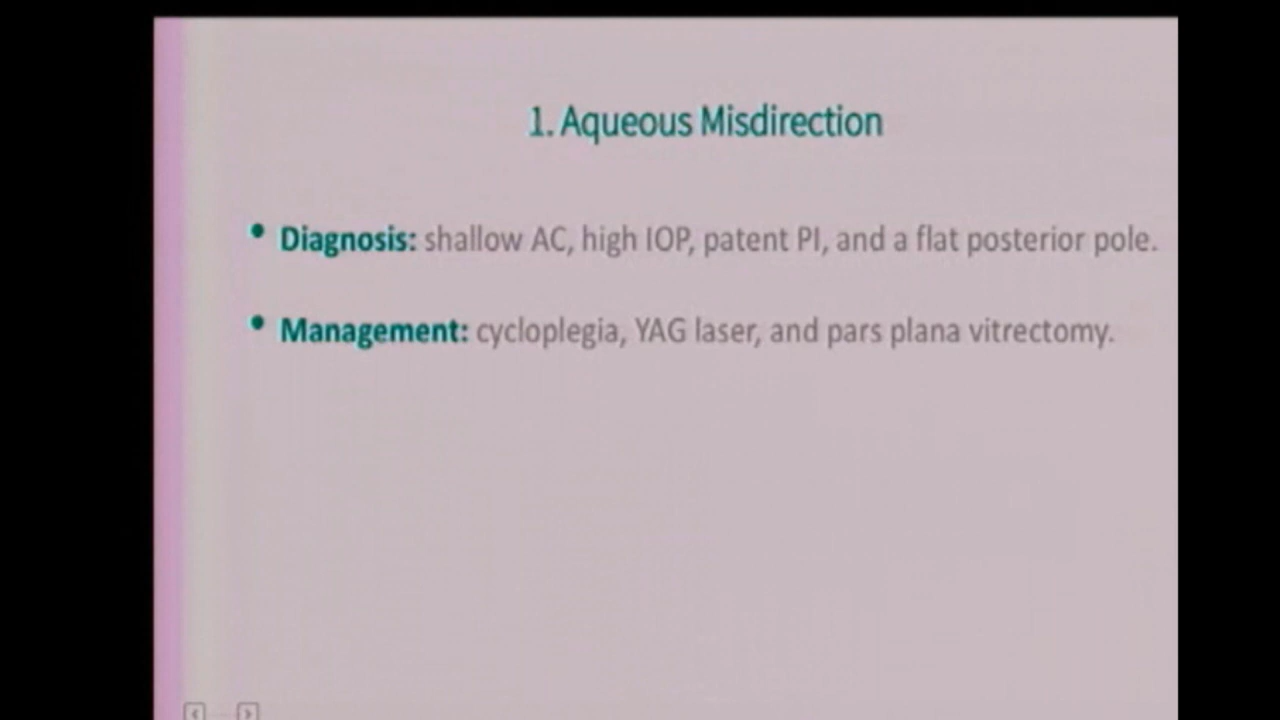 1. Aqueous Misdirection
• Diagnosis: shallow AC, high IOP, patent PI, and a flat posterior pole.
• Management: cycloplegia, YAG laser, and pars plana vitrectomy.